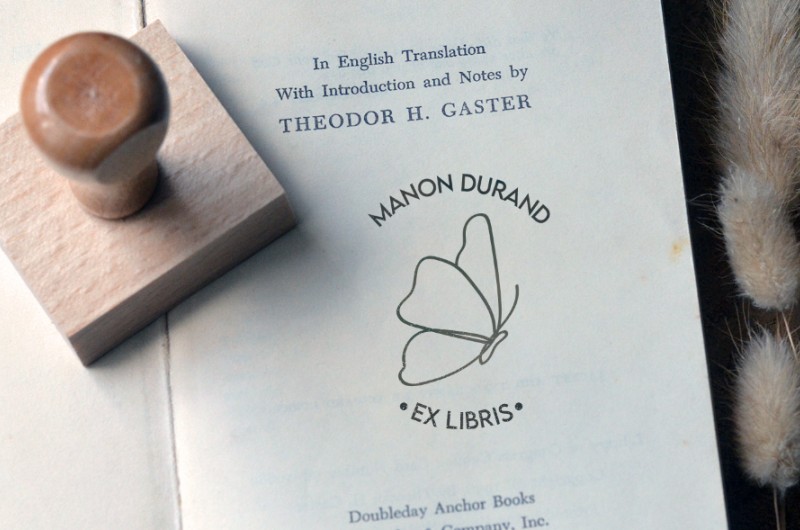 In English Translation
With Introduction and Notes by
THEODOR H. GASTER
MANON DURAND
• EX LIBRIS •
Doubleday Anchor Books
& Company, Inc.